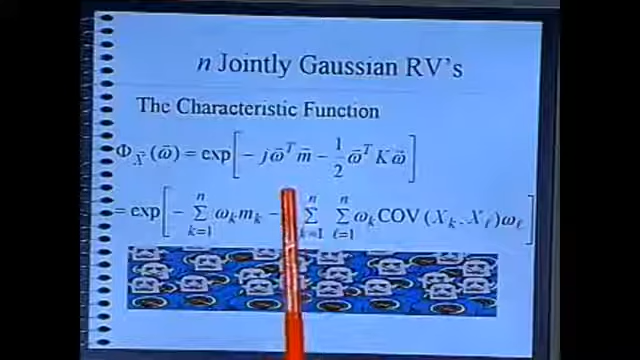 n Jointly Gaussian RV's
The Characteristic Function
Φ_X⃗(ω⃗) = exp[− jω⃗^T m⃗ − 1/2 ω⃗^T K ω⃗]
= exp[− Σ_{k=1}^{n} ω_k m_k − Σ_{k=1}^{n} Σ_{ℓ=1}^{n} ω_k COV(X_k, X_ℓ)ω_ℓ]